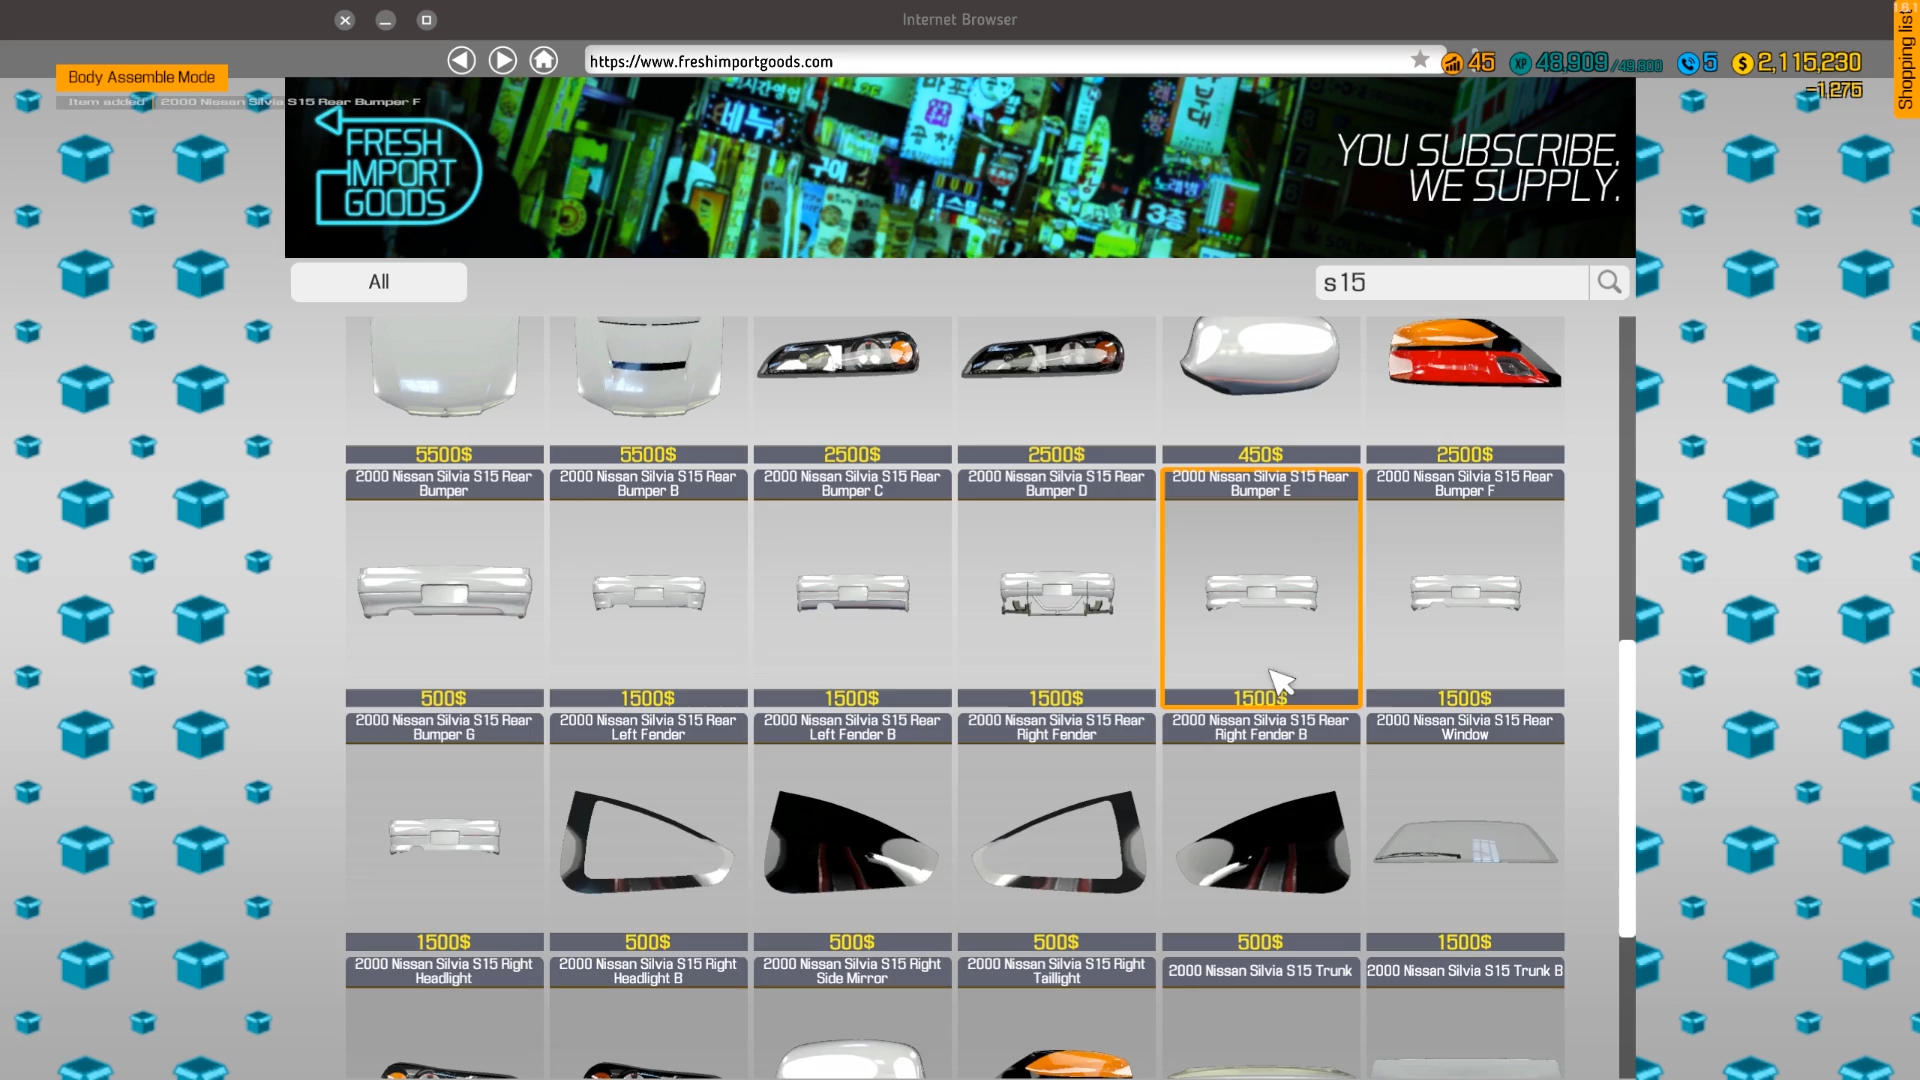 Internet Browser
https://www.freshimportgoods.com
45
XP 48,909/49,800
5
$ 2,115,230
-1,275
Shopping list
Body Assemble Mode
Item added | 2000 Nissan Silvia S15 Rear Bumper F
FRESH
IMPORT
GOODS
YOU SUBSCRIBE.
WE SUPPLY.
All
s15
5500$
5500$
2500$
2500$
450$
2500$
2000 Nissan Silvia S15 Rear
Bumper
2000 Nissan Silvia S15 Rear
Bumper B
2000 Nissan Silvia S15 Rear
Bumper C
2000 Nissan Silvia S15 Rear
Bumper D
2000 Nissan Silvia S15 Rear
Bumper E
2000 Nissan Silvia S15 Rear
Bumper F
500$
1500$
1500$
1500$
1500$
1500$
2000 Nissan Silvia S15 Rear
Bumper G
2000 Nissan Silvia S15 Rear
Left Fender
2000 Nissan Silvia S15 Rear
Left Fender B
2000 Nissan Silvia S15 Rear
Right Fender
2000 Nissan Silvia S15 Rear
Right Fender B
2000 Nissan Silvia S15 Rear
Window
1500$
500$
500$
500$
500$
1500$
2000 Nissan Silvia S15 Right
Headlight
2000 Nissan Silvia S15 Right
Headlight B
2000 Nissan Silvia S15 Right
Side Mirror
2000 Nissan Silvia S15 Right
Taillight
2000 Nissan Silvia S15 Trunk
2000 Nissan Silvia S15 Trunk B